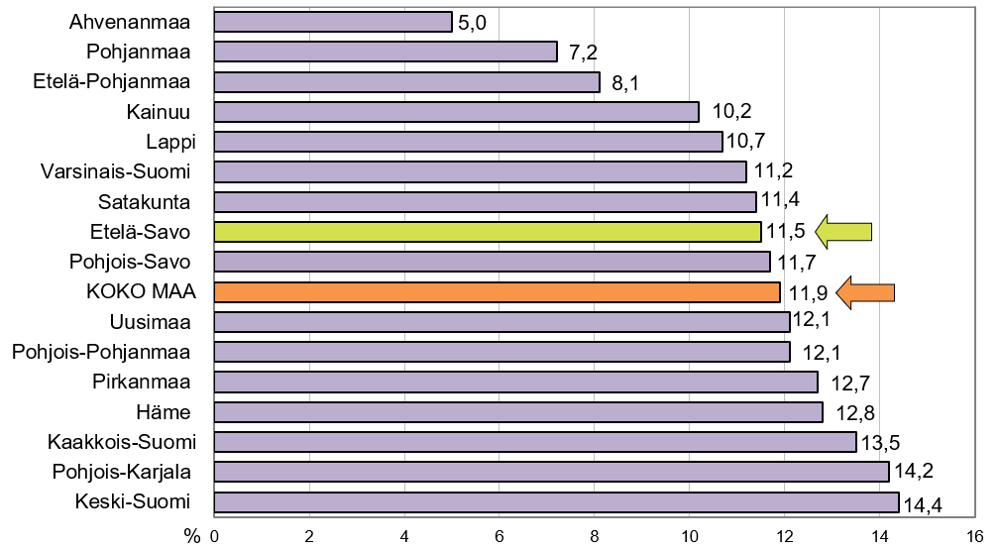 Ahvenanmaa 5,0
Pohjanmaa 7,2
Etelä-Pohjanmaa 8,1
Kainuu 10,2
Lappi 10,7
Varsinais-Suomi 11,2
Satakunta 11,4
Etelä-Savo 11,5
Pohjois-Savo 11,7
KOKO MAA 11,9
Uusimaa 12,1
Pohjois-Pohjanmaa 12,1
Pirkanmaa 12,7
Häme 12,8
Kaakkois-Suomi 13,5
Pohjois-Karjala 14,2
Keski-Suomi 14,4
% 0 2 4 6 8 10 12 14 16